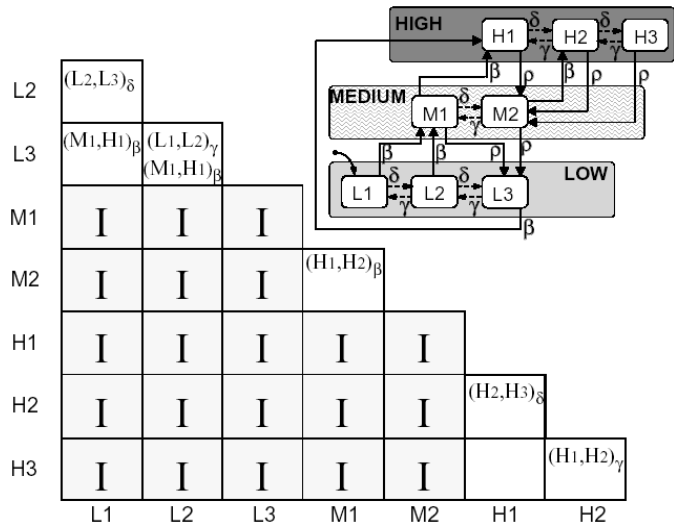 HIGH
H1 δ γ H2 δ γ H3
β ρ β ρ ρ
MEDIUM
M1 δ γ M2
β β ρ ρ
LOW
L1 δ γ L2 δ γ L3
β
L2 (L2,L3)δ
L3 (M1,H1)β (L1,L2)γ
(M1,H1)β
M1 I I I
M2 I I I (H1,H2)β
H1 I I I I I
H2 I I I I I (H2,H3)δ
H3 I I I I I (H1,H2)γ
L1 L2 L3 M1 M2 H1 H2